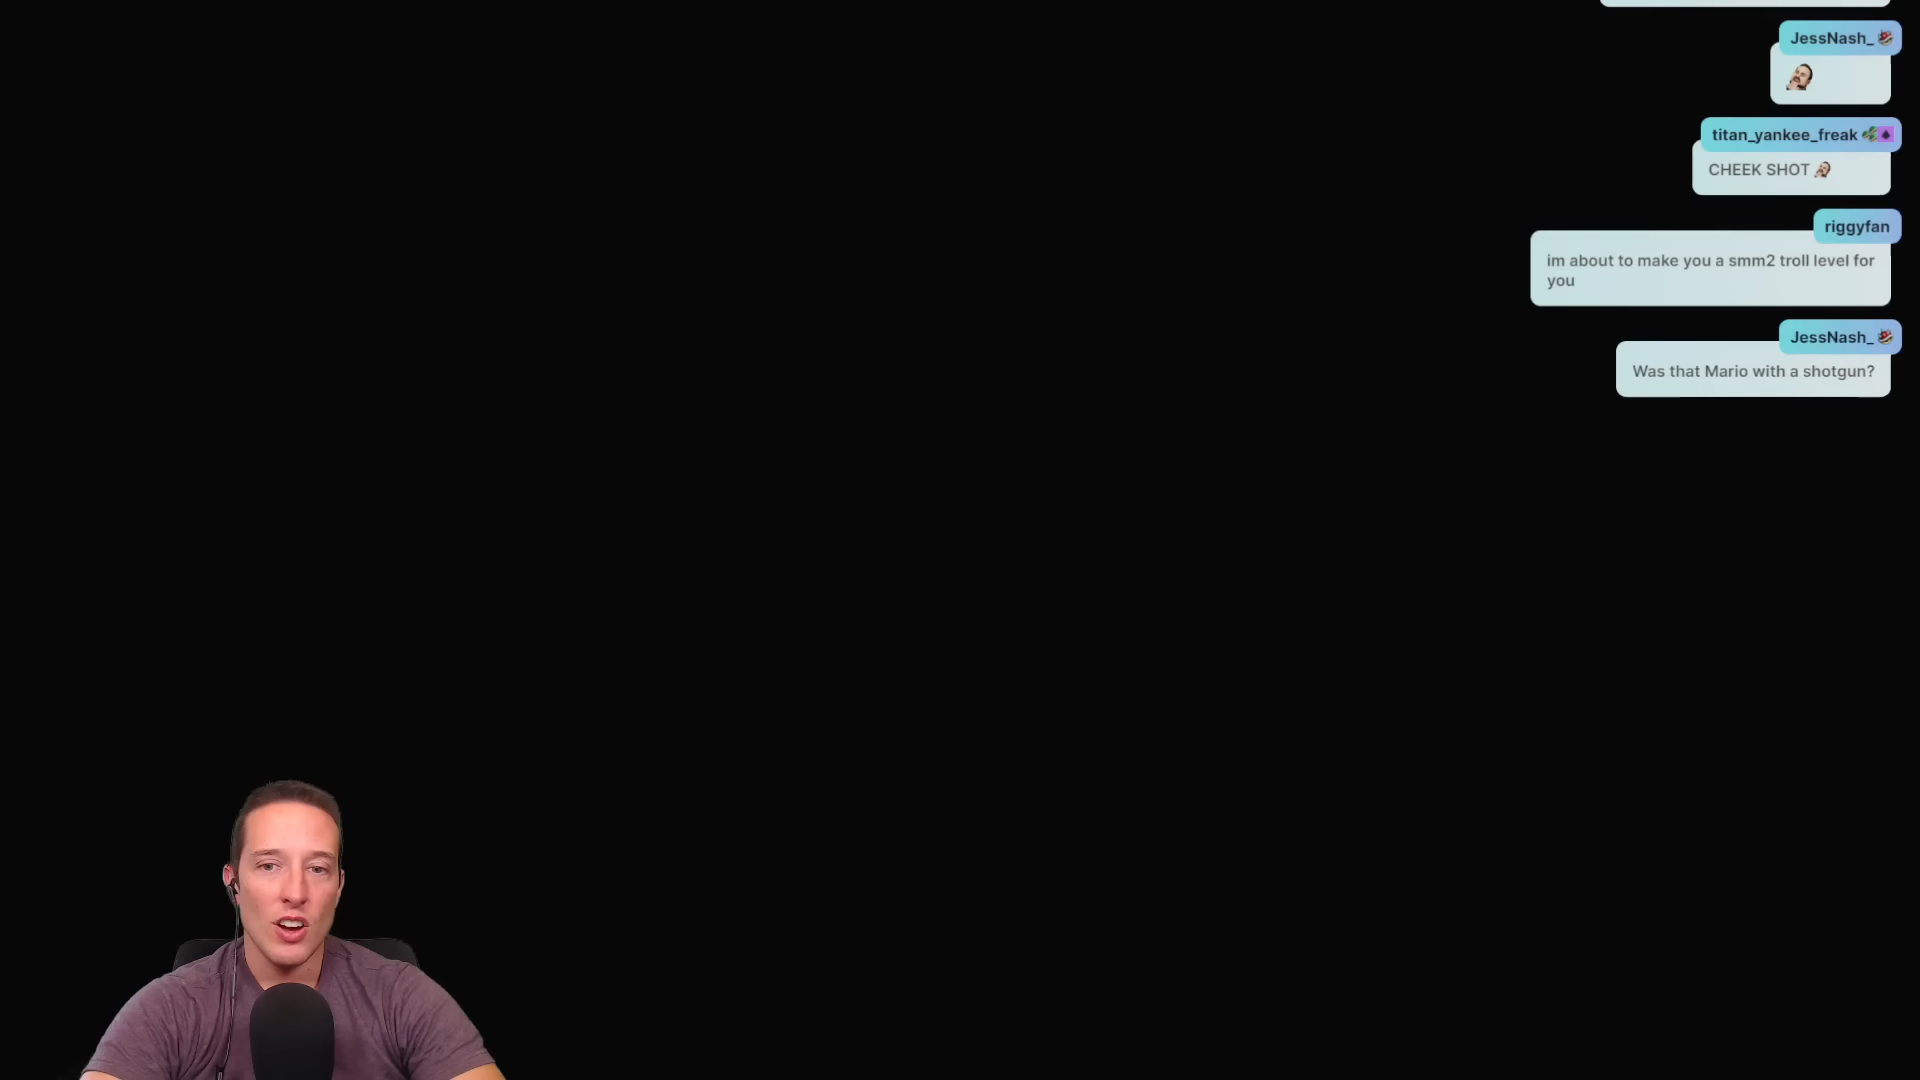 JessNash_
titan_yankee_freak
CHEEK SHOT
riggyfan
im about to make you a smm2 troll level for
you
JessNash_
Was that Mario with a shotgun?